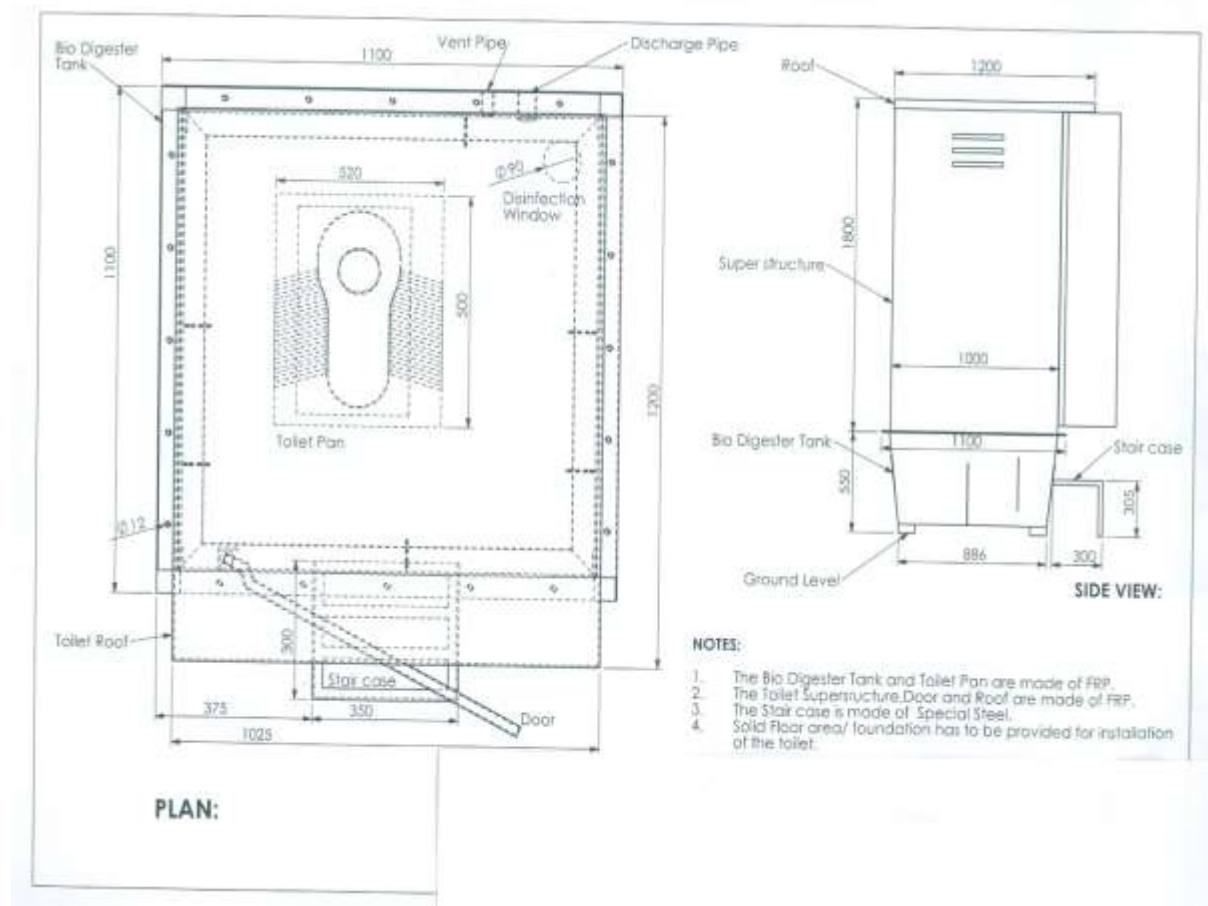 Bio Digester
Tank
1100
Vent Pipe
Discharge Pipe
1100
520
Ø90
Disinfection
Window
500
1200
Toilet Pan
Ø12
Toilet Roof
300
Stair case
Door
375
350
1025
PLAN:
Roof
1200
1800
Super structure
1000
Bio Digester Tank
1100
Stair case
550
305
886
300
Ground Level
SIDE VIEW:
NOTES:
1. The Bio Digester Tank and Toilet Pan are made of FRP.
2. The Toilet Supersructure,Door and Roof are made of FRP.
3. The Stair case is made of Special Steel.
4. Solid Floor area/ foundation has to be provided for installation
of the toilet.